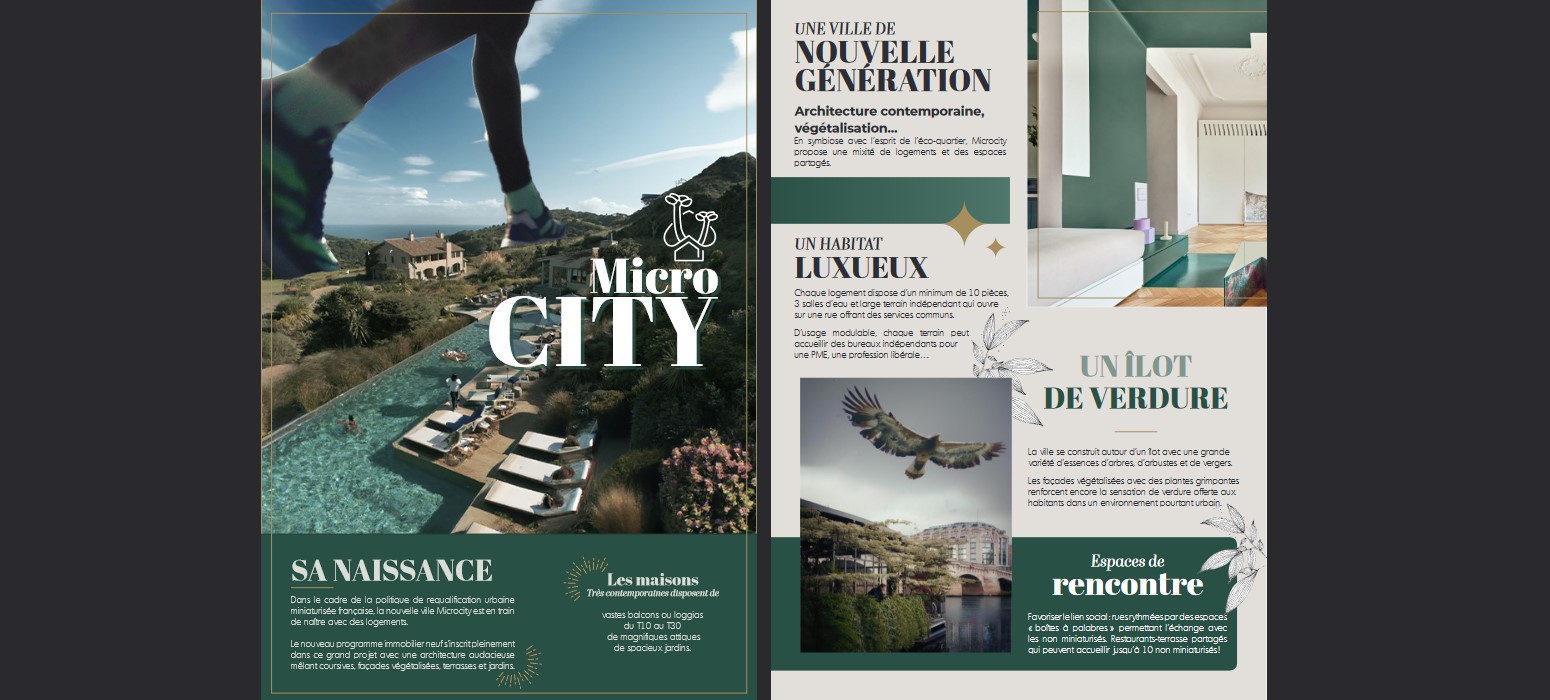 Micro
CITY
SA NAISSANCE
Dans le cadre de la politique de requalification urbaine
miniaturisée française, la nouvelle ville Microcity est en train
de naître avec des logements.
Le nouveau programme immobilier neuf s'inscrit pleinement
dans ce grand projet avec une architecture audacieuse
mêlant coursives, façades végétalisées, terrasses et jardins.
Les maisons
Très contemporaines disposent de
vastes balcons ou loggias
du T10 au T30
de magnifiques attiques
de spacieux jardins.
UNE VILLE DE
NOUVELLE
GÉNÉRATION
Architecture contemporaine,
végétalisation...
En symbiose avec l'esprit de l'éco-quartier, Microcity
propose une mixité de logements et des espaces
partagés.
UN HABITAT
LUXUEUX
Chaque logement dispose d'un minimum de 10 pièces,
3 salles d'eau et large terrain indépendant qui ouvre
sur une rue offrant des services communs.
D'usage modulable, chaque terrain peut
accueillir des bureaux indépendants pour
une PME, une profession libérale…
UN ÎLOT
DE VERDURE
La ville se construit autour d'un îlot avec une grande
variété d'essences d'arbres, d'arbustes et de vergers.
Les façades végétalisées avec des plantes grimpantes
renforcent encore la sensation de verdure offerte aux
habitants dans un environnement pourtant urbain.
Espaces de
rencontre
Favoriser le lien social : rues rythmées par des espaces
« boîtes à palabres » permettant l'échange avec
les non miniaturisés. Restaurants-terrasse partagés
qui peuvent accueillir jusqu'à 10 non miniaturisés!